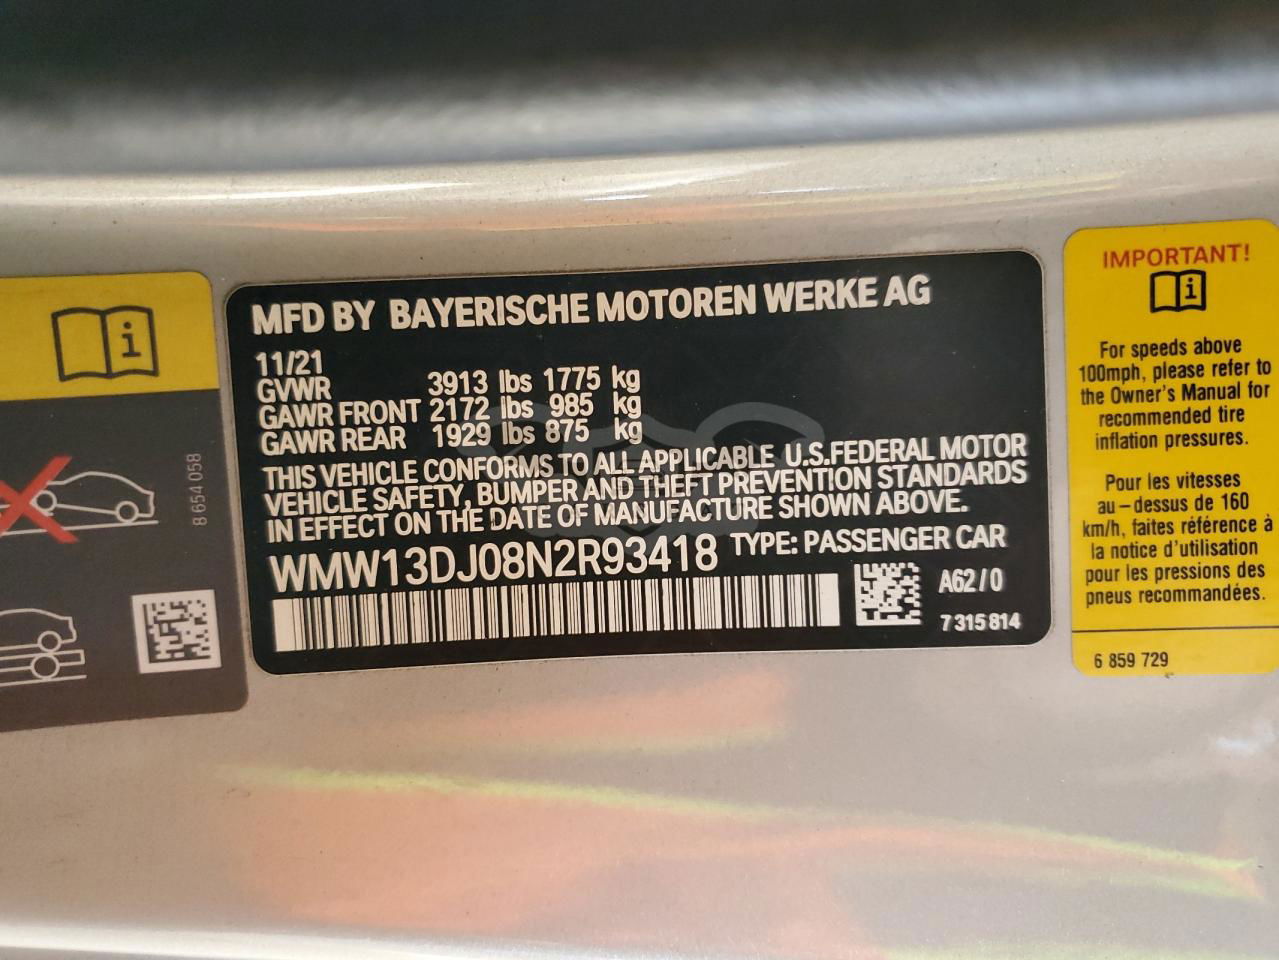 MFD BY BAYERISCHE MOTOREN WERKE AG
11/21
GVWR 3913 lbs 1775 kg
GAWR FRONT 2172 lbs 985 kg
GAWR REAR 1929 lbs 875 kg
THIS VEHICLE CONFORMS TO ALL APPLICABLE U.S.FEDERAL MOTOR
VEHICLE SAFETY, BUMPER AND THEFT PREVENTION STANDARDS
IN EFFECT ON THE DATE OF MANUFACTURE SHOWN ABOVE.
WMW13DJ08N2R93418 TYPE: PASSENGER CAR
A62/0
7 315 814
8 654 058
IMPORTANT!
For speeds above
100mph, please refer to
the Owner's Manual for
recommended tire
inflation pressures.
Pour les vitesses
au-dessus de 160
km/h, faites référence à
la notice d'utilisation
pour les pressions des
pneus recommandées.
6 859 729